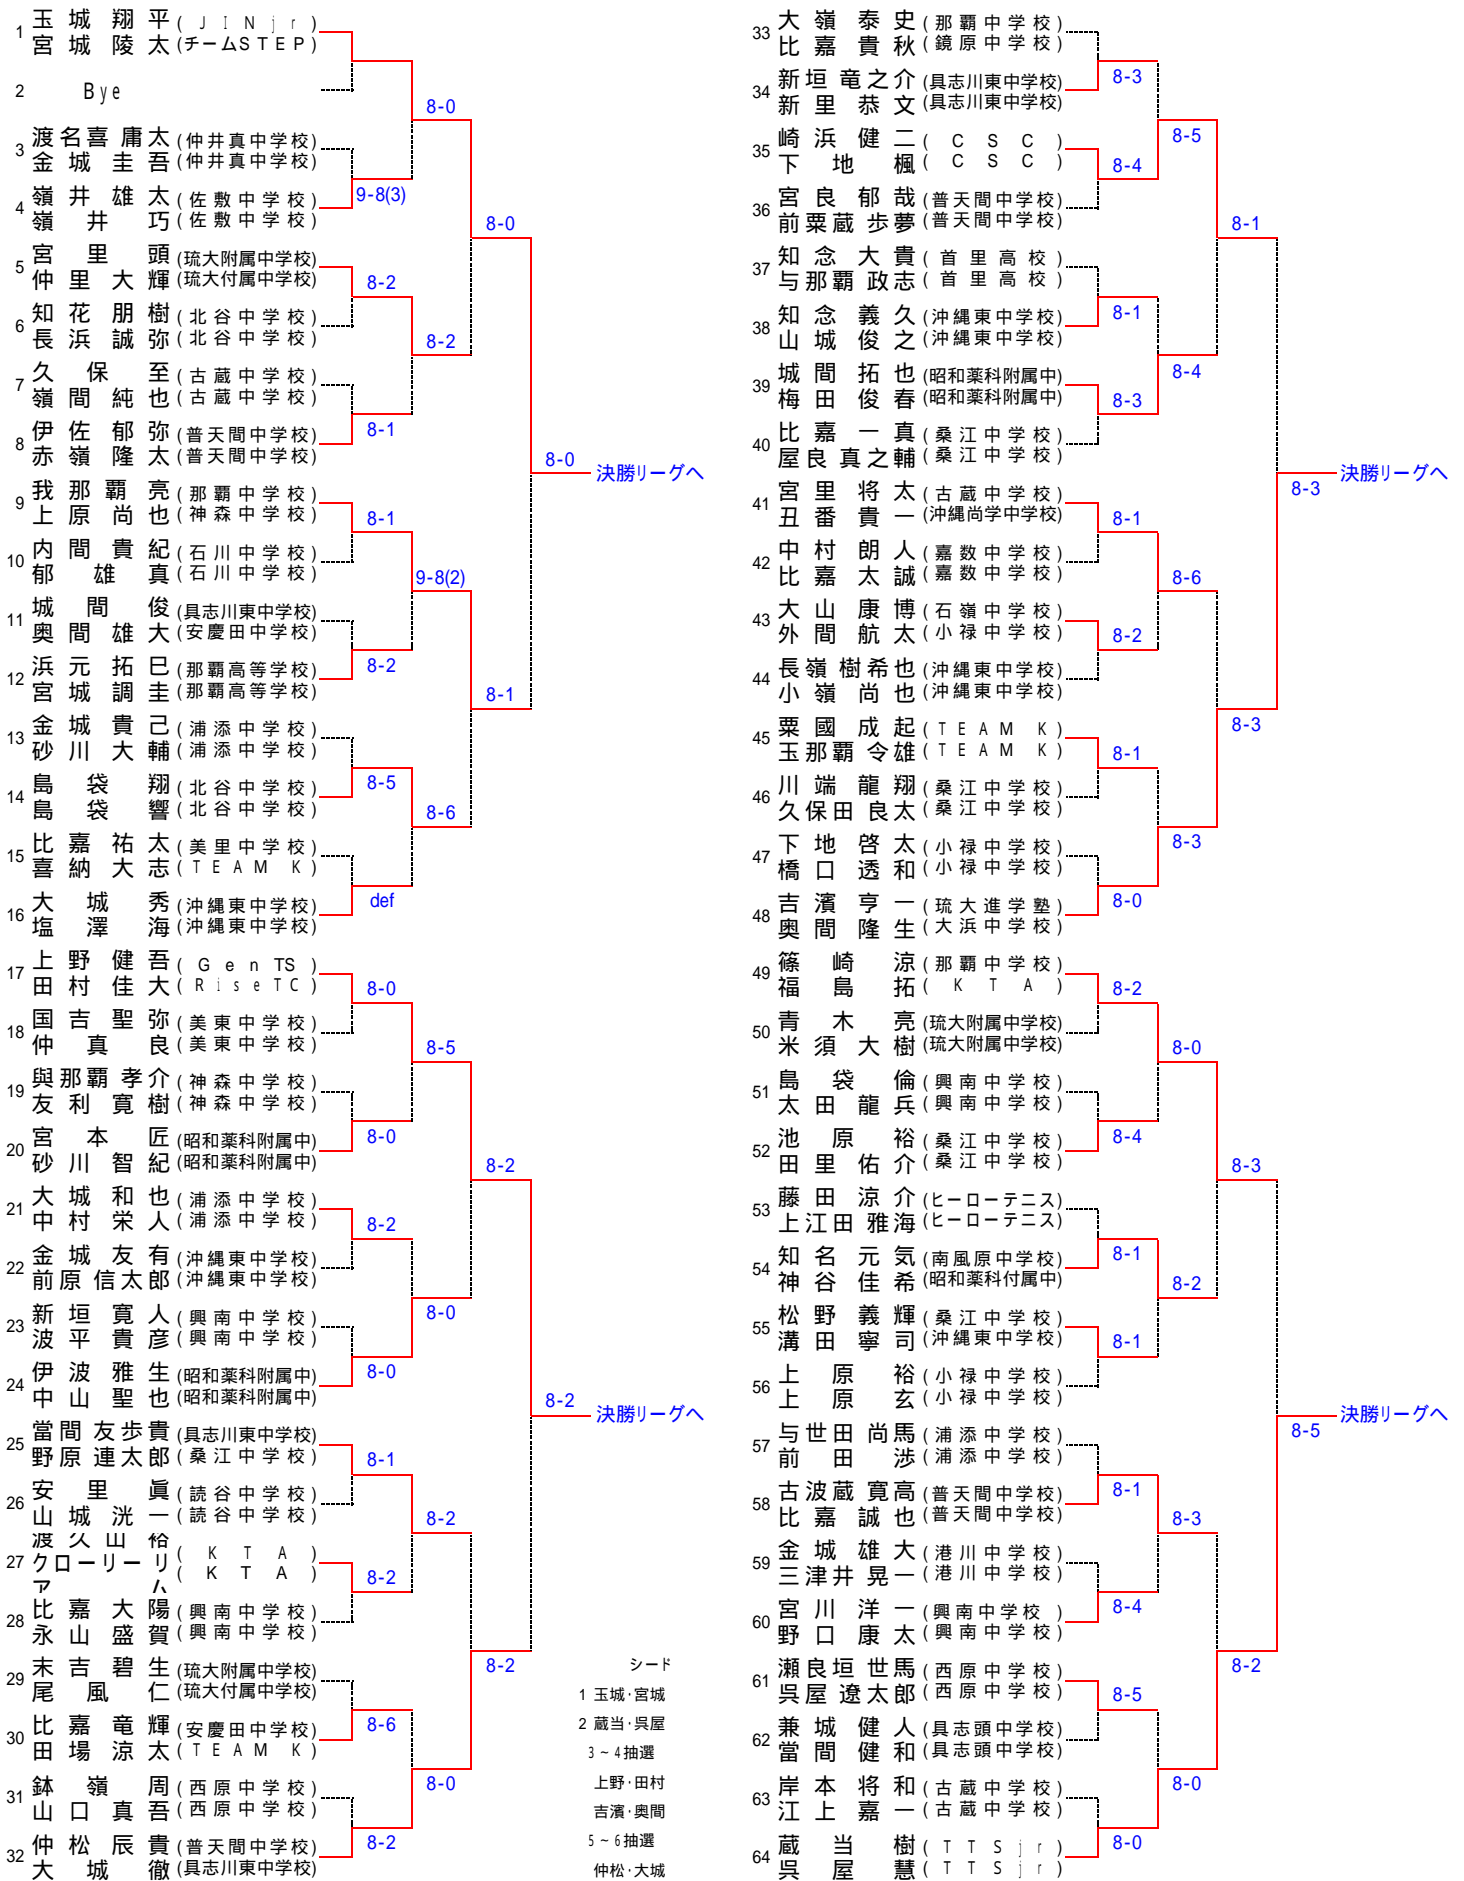 1 玉城翔平 (JINjr)
宮城陵太 (チームSTEP)
2 Bye
8-0
3 渡名喜庸太 (仲井真中学校)
金城圭吾 (仲井真中学校)
9-8(3)
4 嶺井雄太 (佐敷中学校)
嶺井巧 (佐敷中学校)
8-0
5 宮里頭 (琉大附属中学校)
仲里大輝 (琉大付属中学校)
8-2
6 知花朋樹 (北谷中学校)
長浜誠弥 (北谷中学校)
8-2
7 久保至 (古蔵中学校)
嶺間純也 (古蔵中学校)
8-1
8 伊佐郁弥 (普天間中学校)
赤嶺隆太 (普天間中学校)
8-0 決勝リーグへ
9 我那覇亮 (那覇中学校)
上原尚也 (神森中学校)
8-1
10 内間貴紀 (石川中学校)
郁雄真 (石川中学校)
9-8(2)
11 城間俊 (具志川東中学校)
奥間雄大 (安慶田中学校)
8-2
12 浜元拓巳 (那覇高等学校)
宮城調圭 (那覇高等学校)
8-1
13 金城貴己 (浦添中学校)
砂川大輔 (浦添中学校)
8-5
14 島袋翔 (北谷中学校)
島袋響 (北谷中学校)
8-6
15 比嘉祐太 (美里中学校)
喜納大志 (TEAM K)
def
16 大城秀 (沖縄東中学校)
塩澤海 (沖縄東中学校)
17 上野健吾 (GenTS)
田村佳大 (RiseTC)
8-0
18 国吉聖弥 (美東中学校)
仲真良 (美東中学校)
8-5
19 與那覇孝介 (神森中学校)
友利寛樹 (神森中学校)
8-0
20 宮本匠 (昭和薬科附属中)
砂川智紀 (昭和薬科附属中)
8-2
21 大城和也 (浦添中学校)
中村栄人 (浦添中学校)
8-2
22 金城友有 (沖縄東中学校)
前原信太郎 (沖縄東中学校)
8-0
23 新垣寛人 (興南中学校)
波平貴彦 (興南中学校)
8-0
24 伊波雅生 (昭和薬科附属中)
中山聖也 (昭和薬科附属中)
8-2 決勝リーグへ
25 當間友歩貴 (具志川東中学校)
野原連太郎 (桑江中学校)
8-1
26 安里眞 (読谷中学校)
山城洸一 (読谷中学校)
8-2
渡久山裕 (KTA)
27 クローリーリ
アム (KTA)
8-2
28 比嘉大陽 (興南中学校)
永山盛賀 (興南中学校)
8-2
29 末吉碧生 (琉大附属中学校)
尾風仁 (琉大付属中学校)
8-6
30 比嘉竜輝 (安慶田中学校)
田場涼太 (TEAM K)
8-0
31 鉢嶺周 (西原中学校)
山口真吾 (西原中学校)
8-2
32 仲松辰貴 (普天間中学校)
大城徹 (具志川東中学校)
シード
1 玉城・宮城
2 蔵当・呉屋
3~4抽選
上野・田村
吉濱・奥間
5~6抽選
仲松・大城
33 大嶺泰史 (那覇中学校)
比嘉貴秋 (鏡原中学校)
8-3
34 新垣竜之介 (具志川東中学校)
新里恭文 (具志川東中学校)
8-5
35 崎浜健二 (CSC)
下地楓 (CSC)
8-4
36 宮良郁哉 (普天間中学校)
前粟蔵歩夢 (普天間中学校)
8-1
37 知念大貴 (首里高校)
与那覇政志 (首里高校)
8-1
38 知念義久 (沖縄東中学校)
山城俊之 (沖縄東中学校)
8-4
39 城間拓也 (昭和薬科附属中)
梅田俊春 (昭和薬科附属中)
8-3
40 比嘉一真 (桑江中学校)
屋良真之輔 (桑江中学校)
8-3 決勝リーグへ
41 宮里将太 (古蔵中学校)
丑番貴一 (沖縄尚学中学校)
8-1
42 中村朗人 (嘉数中学校)
比嘉太誠 (嘉数中学校)
8-6
43 大山康博 (石嶺中学校)
外間航太 (小禄中学校)
8-2
44 長嶺樹希也 (沖縄東中学校)
小嶺尚也 (沖縄東中学校)
8-3
45 粟國成起 (TEAM K)
玉那覇令雄 (TEAM K)
8-1
46 川端龍翔 (桑江中学校)
久保田良太 (桑江中学校)
8-3
47 下地啓太 (小禄中学校)
橋口透和 (小禄中学校)
8-0
48 吉濱亨一 (琉大進学塾)
奥間隆生 (大浜中学校)
49 篠崎涼 (那覇中学校)
福島拓 (KTA)
8-2
50 青木亮 (琉大附属中学校)
米須大樹 (琉大附属中学校)
8-0
51 島袋倫 (興南中学校)
太田龍兵 (興南中学校)
8-4
52 池原裕 (桑江中学校)
田里佑介 (桑江中学校)
8-3
53 藤田涼介 (ヒーローテニス)
上江田雅海 (ヒーローテニス)
8-1
54 知名元気 (南風原中学校)
神谷佳希 (昭和薬科付属中)
8-2
55 松野義輝 (桑江中学校)
溝田寧司 (沖縄東中学校)
8-1
56 上原裕 (小禄中学校)
上原玄 (小禄中学校)
8-5 決勝リーグへ
57 与世田尚馬 (浦添中学校)
前田渉 (浦添中学校)
8-1
58 古波蔵寛高 (普天間中学校)
比嘉誠也 (普天間中学校)
8-3
59 金城雄大 (港川中学校)
三津井晃一 (港川中学校)
8-4
60 宮川洋一 (興南中学校)
野口康太 (興南中学校)
8-2
61 瀬良垣世馬 (西原中学校)
呉屋遼太郎 (西原中学校)
8-5
62 兼城健人 (具志頭中学校)
當間健和 (具志頭中学校)
8-0
63 岸本将和 (古蔵中学校)
江上嘉一 (古蔵中学校)
8-0
64 蔵当樹 (TTSjr)
呉屋慧 (TTSjr)